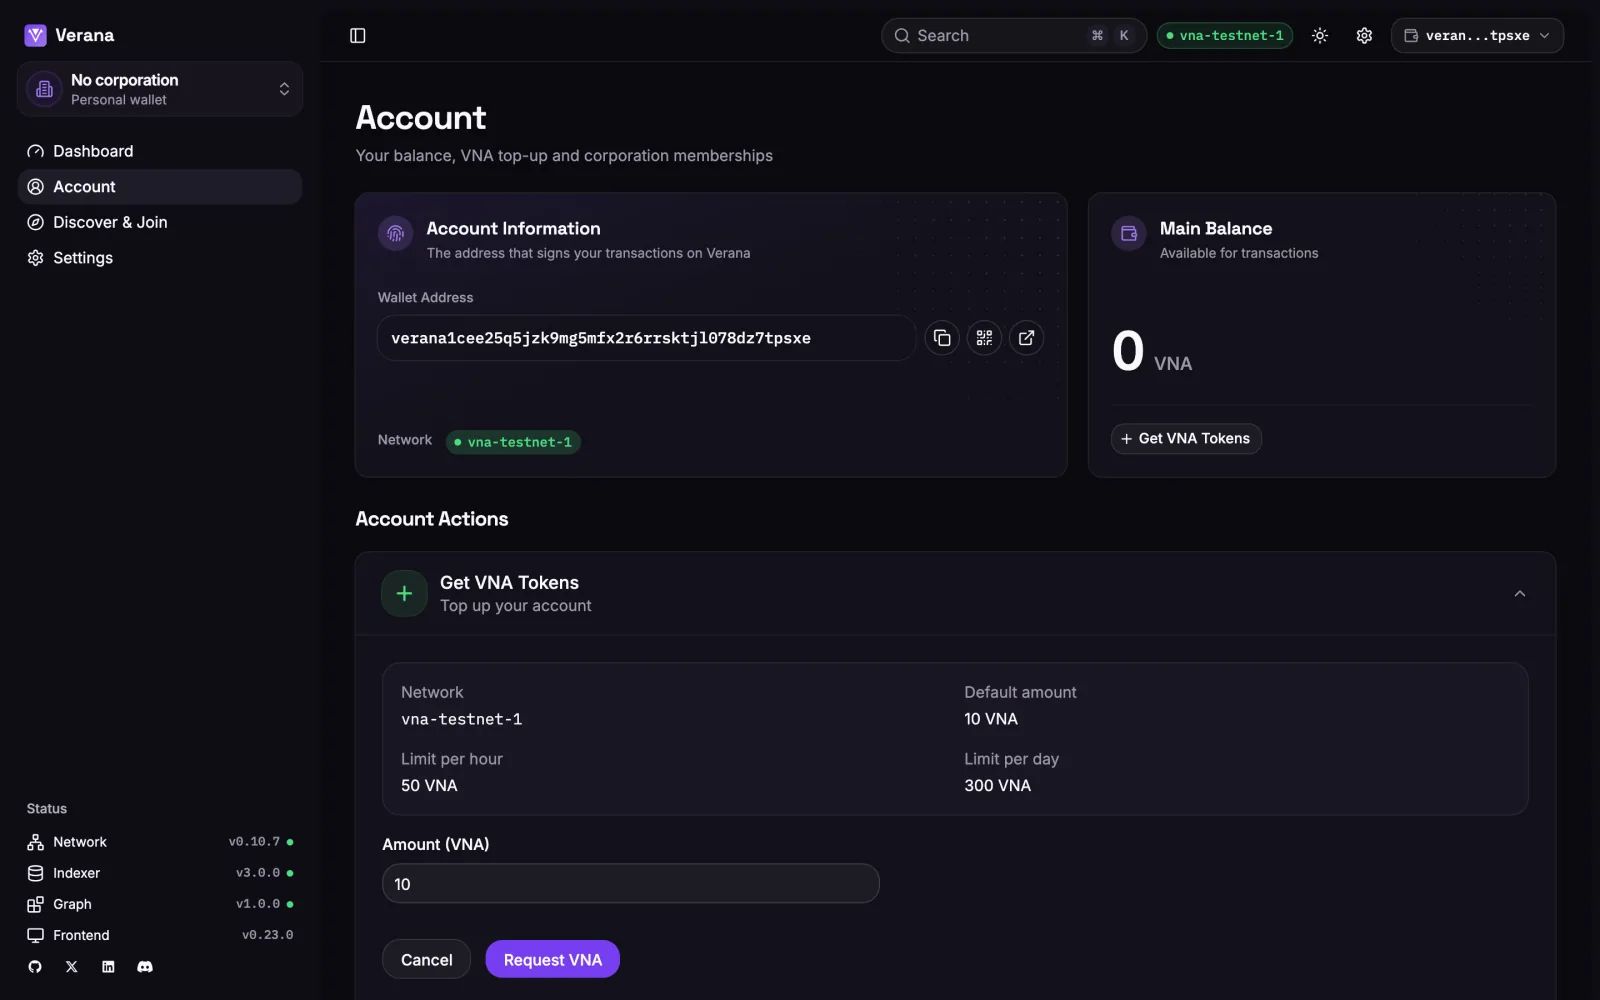 Verana
No corporation
Personal wallet
Dashboard
Account
Discover & Join
Settings
Status
Network v0.10.7
Indexer v3.0.0
Graph v1.0.0
Frontend v0.23.0
Search ⌘ K
vna-testnet-1
veran...tpsxe
Account
Your balance, VNA top-up and corporation memberships
Account Information
The address that signs your transactions on Verana
Wallet Address
verana1cee25q5jzk9mg5mfx2r6rrsktjl078dz7tpsxe
Network vna-testnet-1
Main Balance
Available for transactions
0 VNA
+ Get VNA Tokens
Account Actions
Get VNA Tokens
Top up your account
Network
vna-testnet-1
Default amount
10 VNA
Limit per hour
50 VNA
Limit per day
300 VNA
Amount (VNA)
10
Cancel
Request VNA